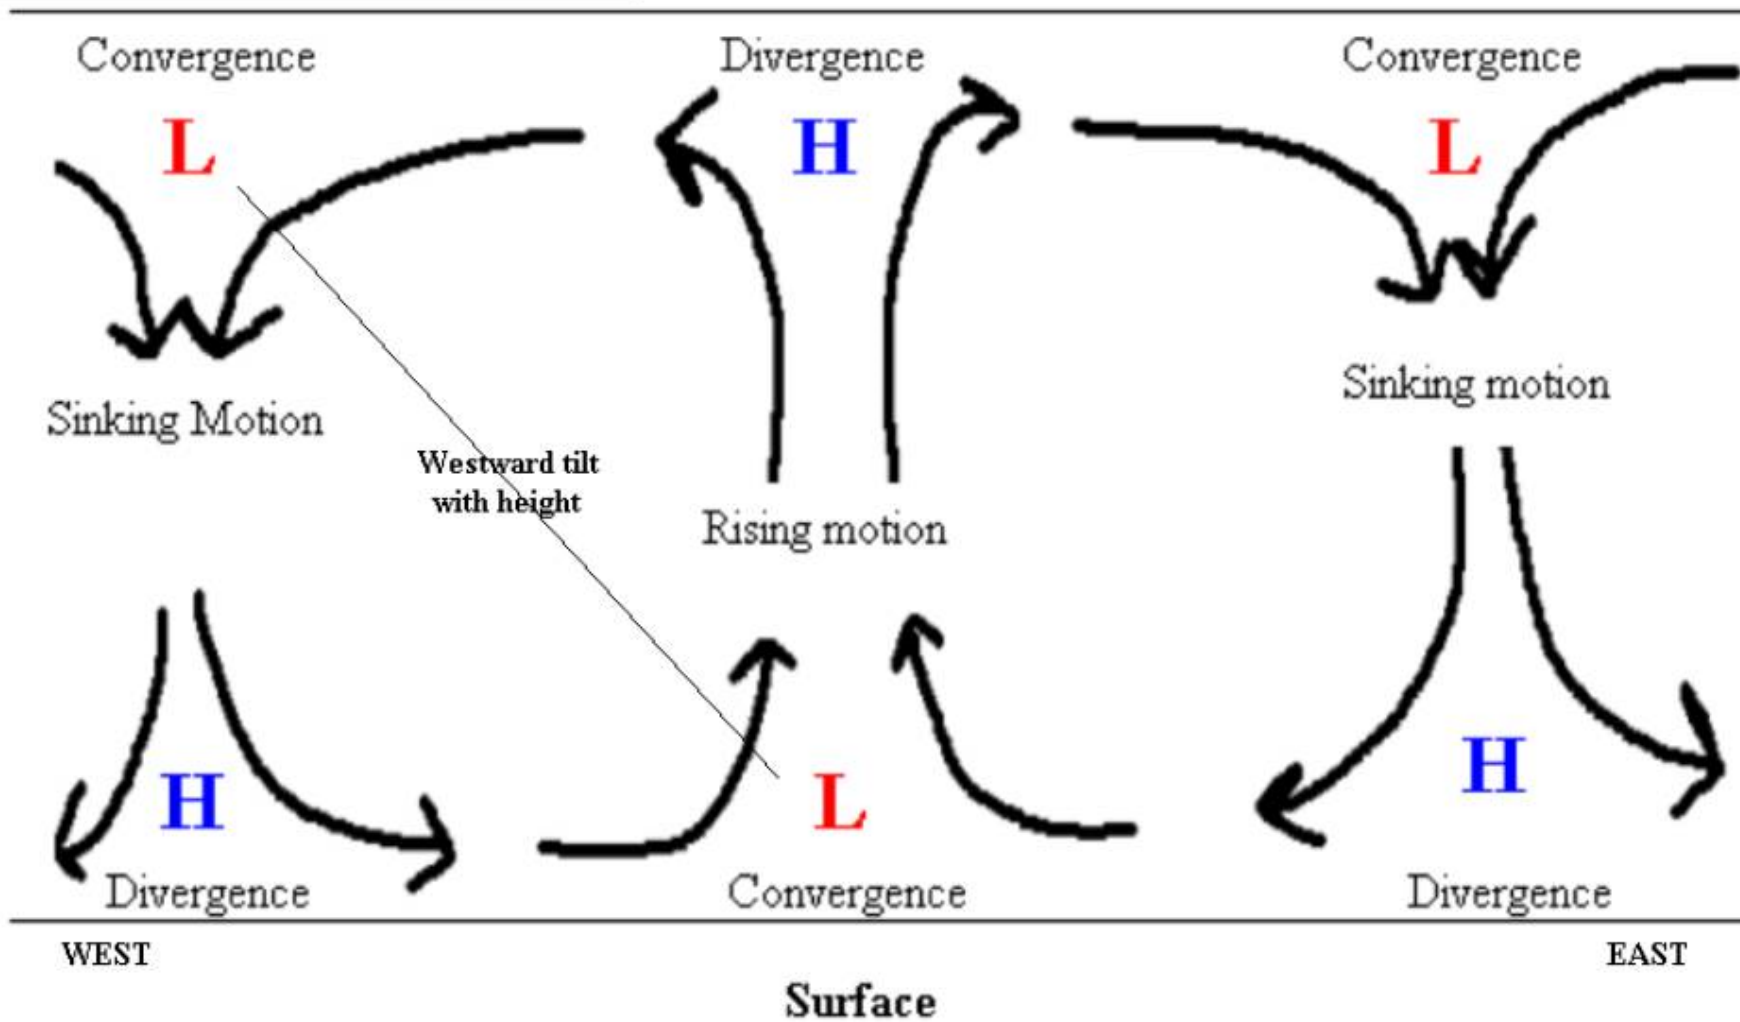 Convergence
Divergence
Convergence
L
H
L
Sinking Motion
Sinking motion
Westward tilt
with height
Rising motion
H
L
H
Divergence
Convergence
Divergence
WEST
EAST
Surface